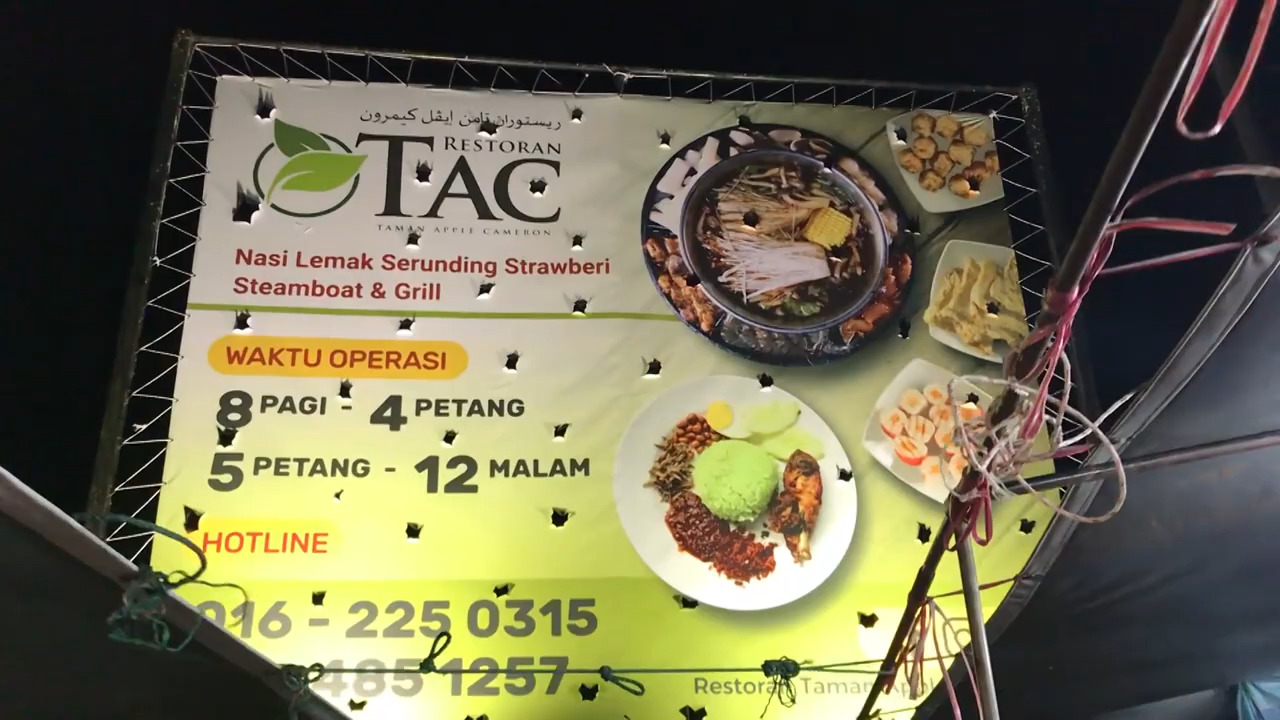 ريستوران تامن ايڤل كيمرون
RESTORAN
TAC
TAMAN APPLE CAMERON
Nasi Lemak Serunding Strawberi
Steamboat & Grill
WAKTU OPERASI
8 PAGI - 4 PETANG
5 PETANG - 12 MALAM
HOTLINE
016 - 225 0315
485 1257
Restoran Taman